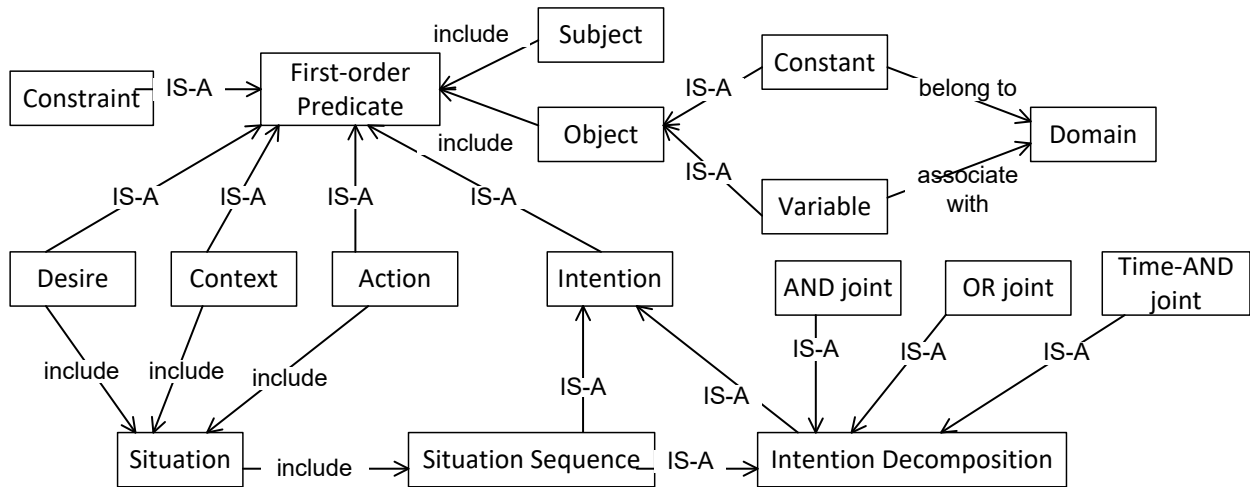 include
Subject
Constraint
IS-A
First-order
Predicate
IS-A
Constant
belong to
include
Object
Domain
IS-A
Variable
associate
with
IS-A
IS-A
IS-A
IS-A
Desire
Context
Action
Intention
AND joint
OR joint
Time-AND
joint
include
include
include
IS-A
IS-A
IS-A
IS-A
IS-A
Situation
include
Situation Sequence
IS-A
Intention Decomposition